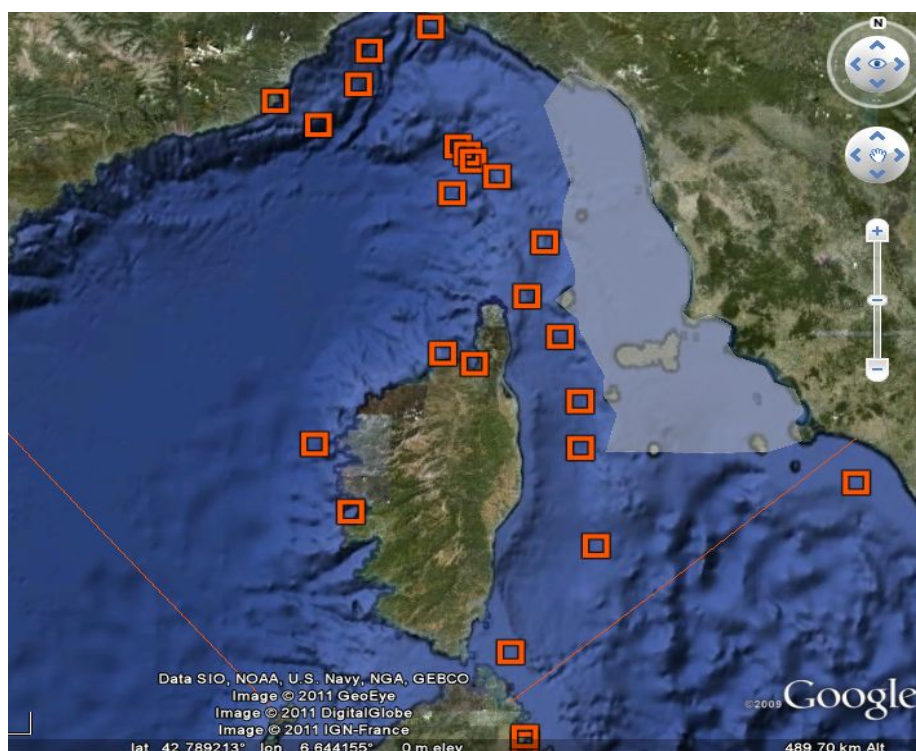 N
Data SIO, NOAA, U.S. Navy, NGA, GEBCO
Image © 2011 GeoEye
Image © 2011 DigitalGlobe
Image © 2011 IGN-France
©2009 Google
lat 42.789213° lon 6.644155° 0 m elev 489.70 km Alt